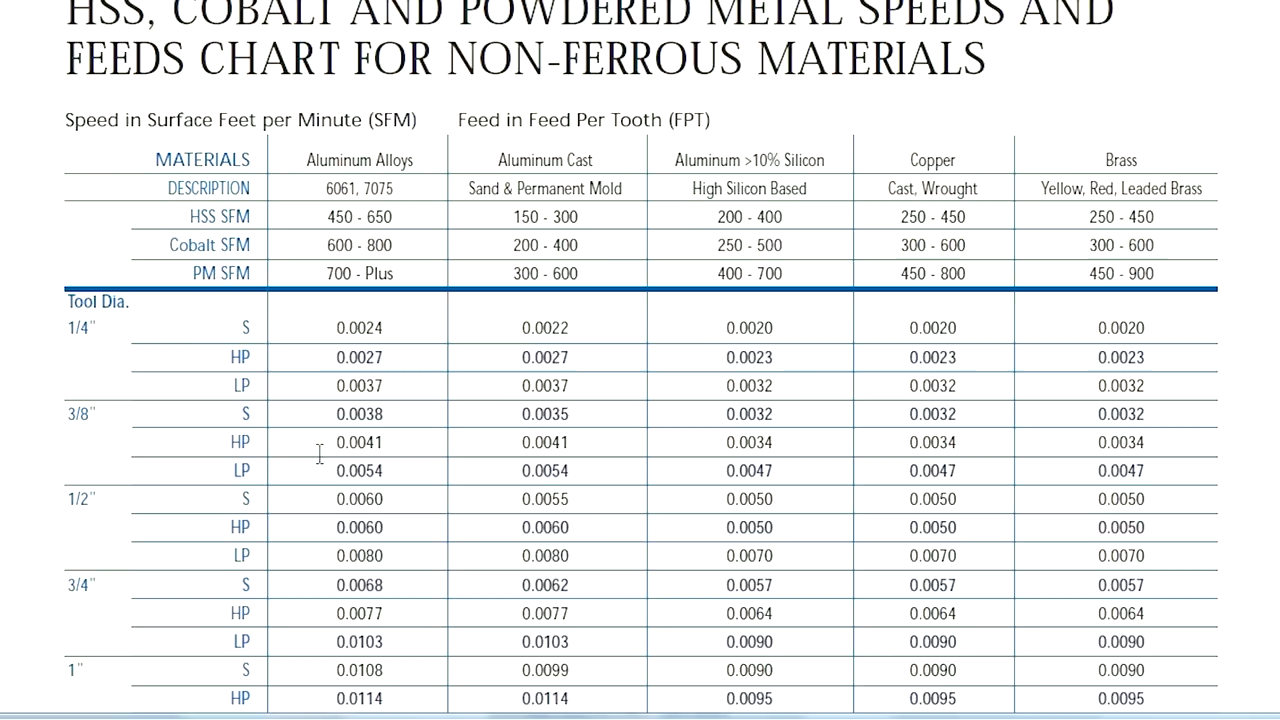 HSS, COBALT AND POWDERED METAL SPEEDS AND
FEEDS CHART FOR NON-FERROUS MATERIALS
Speed in Surface Feet per Minute (SFM) Feed in Feed Per Tooth (FPT)
MATERIALS Aluminum Alloys Aluminum Cast Aluminum >10% Silicon Copper Brass
DESCRIPTION 6061, 7075 Sand & Permanent Mold High Silicon Based Cast, Wrought Yellow, Red, Leaded Brass
HSS SFM 450 - 650 150 - 300 200 - 400 250 - 450 250 - 450
Cobalt SFM 600 - 800 200 - 400 250 - 500 300 - 600 300 - 600
PM SFM 700 - Plus 300 - 600 400 - 700 450 - 800 450 - 900
Tool Dia.
1/4" S 0.0024 0.0022 0.0020 0.0020 0.0020
HP 0.0027 0.0027 0.0023 0.0023 0.0023
LP 0.0037 0.0037 0.0032 0.0032 0.0032
3/8" S 0.0038 0.0035 0.0032 0.0032 0.0032
HP 0.0041 0.0041 0.0034 0.0034 0.0034
LP 0.0054 0.0054 0.0047 0.0047 0.0047
1/2" S 0.0060 0.0055 0.0050 0.0050 0.0050
HP 0.0060 0.0060 0.0050 0.0050 0.0050
LP 0.0080 0.0080 0.0070 0.0070 0.0070
3/4" S 0.0068 0.0062 0.0057 0.0057 0.0057
HP 0.0077 0.0077 0.0064 0.0064 0.0064
LP 0.0103 0.0103 0.0090 0.0090 0.0090
1" S 0.0108 0.0099 0.0090 0.0090 0.0090
HP 0.0114 0.0114 0.0095 0.0095 0.0095